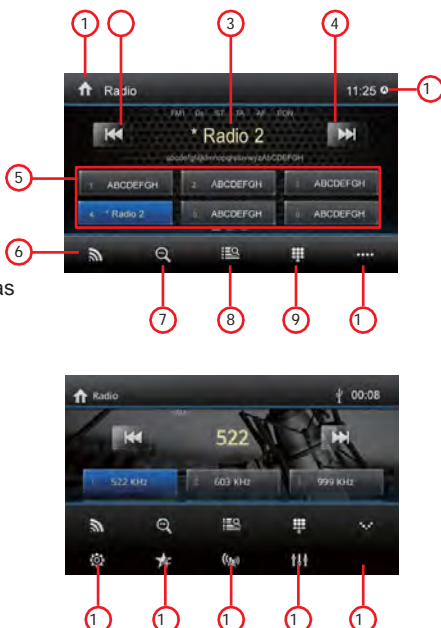 1 3 4
Radio 11:25 1
FM1 ST TA AF EON
* Radio 2
5
1 ABCDEFGH 2 ABCDEFGH 3 ABCDEFGH
4 * Radio 2 5 ABCDEFGH 6 ABCDEFGH
6
as
7 8 9 1
Radio 00:08
522
1 522 KHz 2 603 KHz 3 999 KHz
1 1 1 1 1